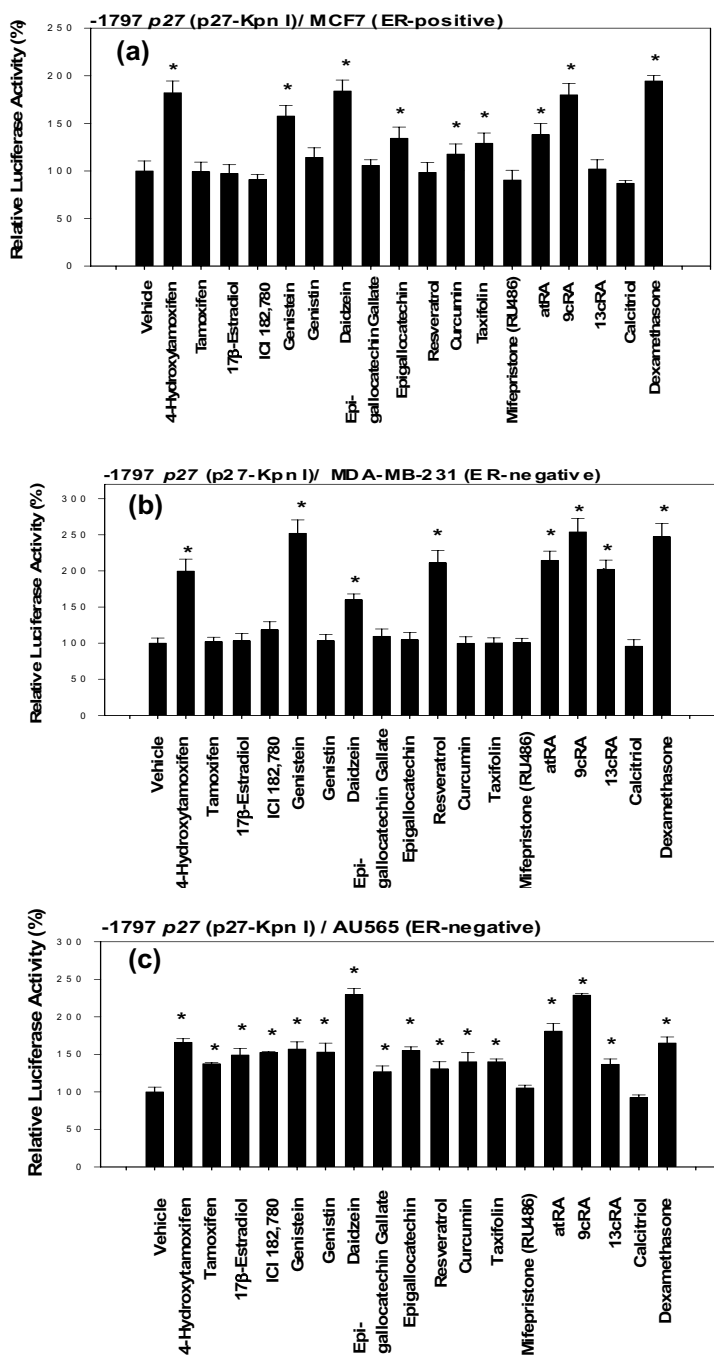 -1797 p27 (p27-Kpn I)/ MCF7 (ER-positive)
(a)
Relative Luciferase Activity (%)
250
200
150
100
50
0
* * * * * * * * *
Vehicle
4-Hydroxytamoxifen
Tamoxifen
17β-Estradiol
ICI 182,780
Genistein
Genistin
Daidzein
Epi-
gallocatechin Gallate
Epigallocatechin
Resveratrol
Curcumin
Taxifolin
Mifepristone (RU486)
atRA
9cRA
13cRA
Calcitriol
Dexamethasone
-1797 p27 (p27-Kpn I)/ MDA-MB-231 (ER-negative)
(b)
Relative Luciferase Activity (%)
300
250
200
150
100
50
0
* * * * * * * *
Vehicle
4-Hydroxytamoxifen
Tamoxifen
17β-Estradiol
ICI 182,780
Genistein
Genistin
Daidzein
Epi-
gallocatechin Gallate
Epigallocatechin
Resveratrol
Curcumin
Taxifolin
Mifepristone (RU486)
atRA
9cRA
13cRA
Calcitriol
Dexamethasone
-1797 p27 (p27-Kpn I) / AU565 (ER-negative)
(c)
Relative Luciferase Activity (%)
300
250
200
150
100
50
0
* * * * * * * * * * * * * * * *
Vehicle
4-Hydroxytamoxifen
Tamoxifen
17β-Estradiol
ICI 182,780
Genistein
Genistin
Daidzein
Epi-
gallocatechin Gallate
Epigallocatechin
Resveratrol
Curcumin
Taxifolin
Mifepristone (RU486)
atRA
9cRA
13cRA
Calcitriol
Dexamethasone